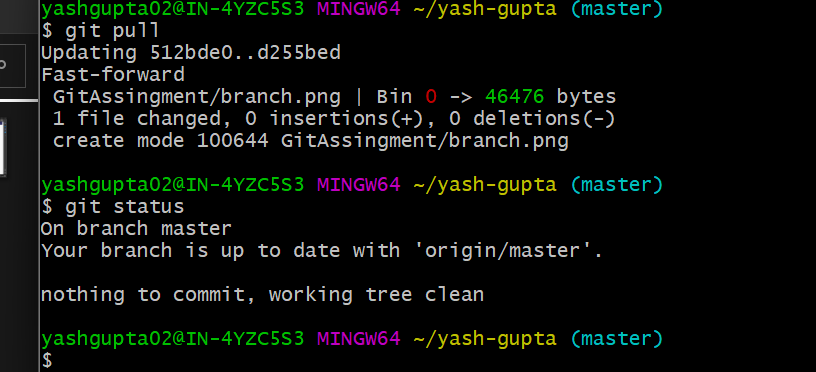 yashgupta02@IN-4YZC5S3 MINGW64 ~/yash-gupta (master)
$ git pull
Updating 512bde0..d255bed
Fast-forward
 GitAssingment/branch.png | Bin 0 -> 46476 bytes
 1 file changed, 0 insertions(+), 0 deletions(-)
 create mode 100644 GitAssingment/branch.png

yashgupta02@IN-4YZC5S3 MINGW64 ~/yash-gupta (master)
$ git status
On branch master
Your branch is up to date with 'origin/master'.

nothing to commit, working tree clean

yashgupta02@IN-4YZC5S3 MINGW64 ~/yash-gupta (master)
$